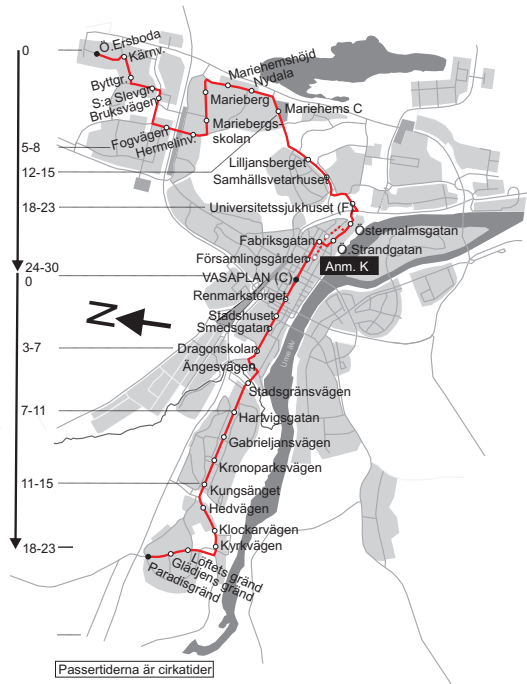 0
Ö.Ersboda
Kärnv.
Byttgr.
S:a Slevgr.
Bruksvägen
Fogvägen
Hermelinv.
Mariehemshöjd
Nydala
Marieberg
Mariebergs-
skolan
Mariehems C
5-8
12-15
Lilljansberget
Samhällsvetarhuset
18-23
Universitetssjukhuset (F)
Östermalmsgatan
Fabriksgatan
Ö Strandgatan
Församlingsgården
Anm. K
24-30
0
VASAPLAN (C)
Renmarkstorget
N
Stadshuset
Smedsgatan
3-7
Dragonskolan
Ängesvägen
Ume älv
Stadsgränsvägen
7-11
Hartvigsgatan
Gabrieljansvägen
Kronoparksvägen
11-15
Kungsänget
Hedvägen
Klockarvägen
18-23
Kyrkvägen
Löftets gränd
Glädjens gränd
Paradisgränd
Passertiderna är cirkatider